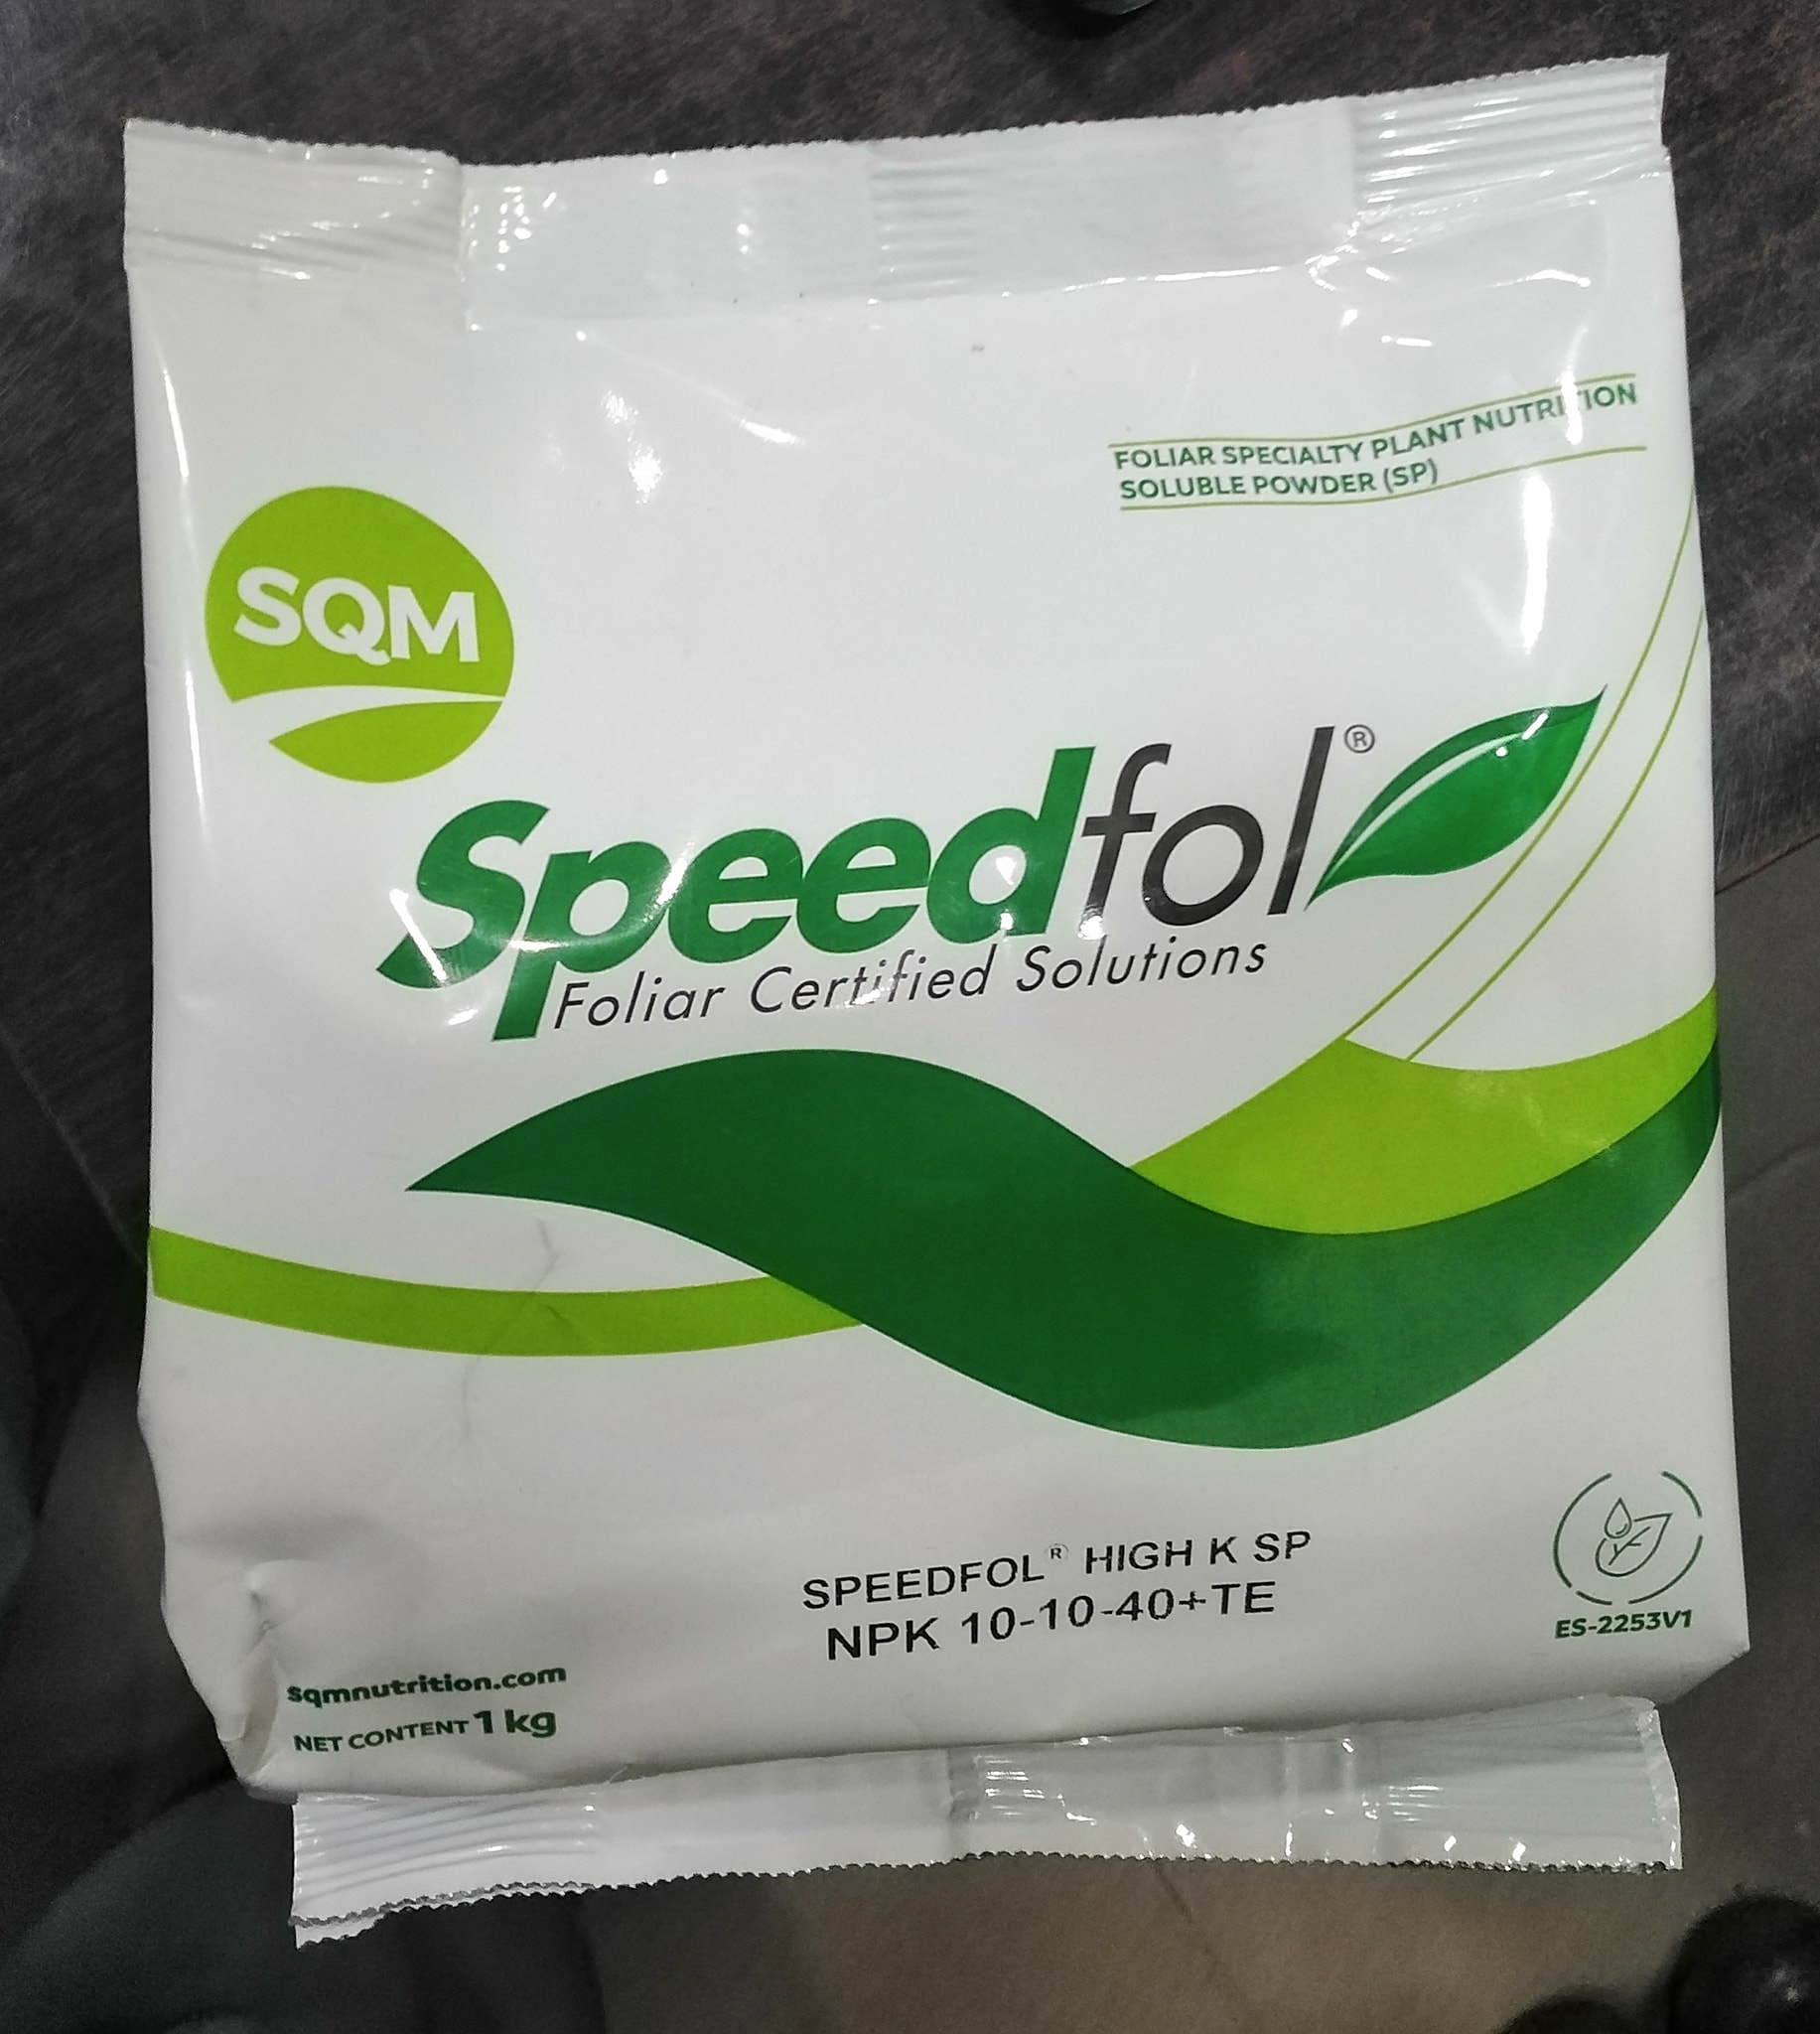 FOLIAR SPECIALTY PLANT NUTRITION
SOLUBLE POWDER (SP)
SQM
Speedfol®
Foliar Certified Solutions
SPEEDFOL® HIGH K SP
NPK 10-10-40+TE
ES-2253V1
sqmnutrition.com
NET CONTENT 1 kg